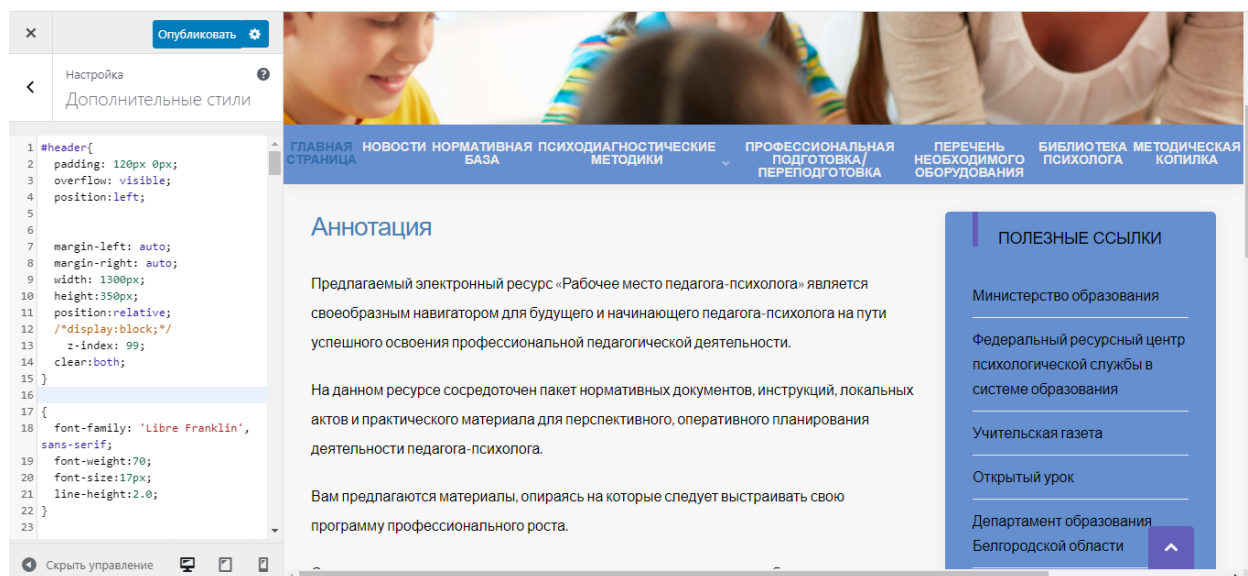 ×
Опубликовать
Настройка
Дополнительные стили
1 #header{
2 padding: 120px 0px;
3 overflow: visible;
4 position:left;
5
6
7 margin-left: auto;
8 margin-right: auto;
9 width: 1300px;
10 height:350px;
11 position:relative;
12 /*display:block;*/
13 z-index: 99;
14 clear:both;
15 }
16
17 {
18 font-family: 'Libre Franklin',
sans-serif;
19 font-weight:70;
20 font-size:17px;
21 line-height:2.0;
22 }
23
Скрыть управление
ГЛАВНАЯ
СТРАНИЦА
НОВОСТИ
НОРМАТИВНАЯ
БАЗА
ПСИХОДИАГНОСТИЧЕСКИЕ
МЕТОДИКИ
ПРОФЕССИОНАЛЬНАЯ
ПОДГОТОВКА/
ПЕРЕПОДГОТОВКА
ПЕРЕЧЕНЬ
НЕОБХОДИМОГО
ОБОРУДОВАНИЯ
БИБЛИОТЕКА
ПСИХОЛОГА
МЕТОДИЧЕСКАЯ
КОПИЛКА
Аннотация
Предлагаемый электронный ресурс «Рабочее место педагога-психолога» является
своеобразным навигатором для будущего и начинающего педагога-психолога на пути
успешного освоения профессиональной педагогической деятельности.
На данном ресурсе сосредоточен пакет нормативных документов, инструкций, локальных
актов и практического материала для перспективного, оперативного планирования
деятельности педагога-психолога.
Вам предлагаются материалы, опираясь на которые следует выстраивать свою
программу профессионального роста.
ПОЛЕЗНЫЕ ССЫЛКИ
Министерство образования
Федеральный ресурсный центр
психологической службы в
системе образования
Учительская газета
Открытый урок
Департамент образования
Белгородской области